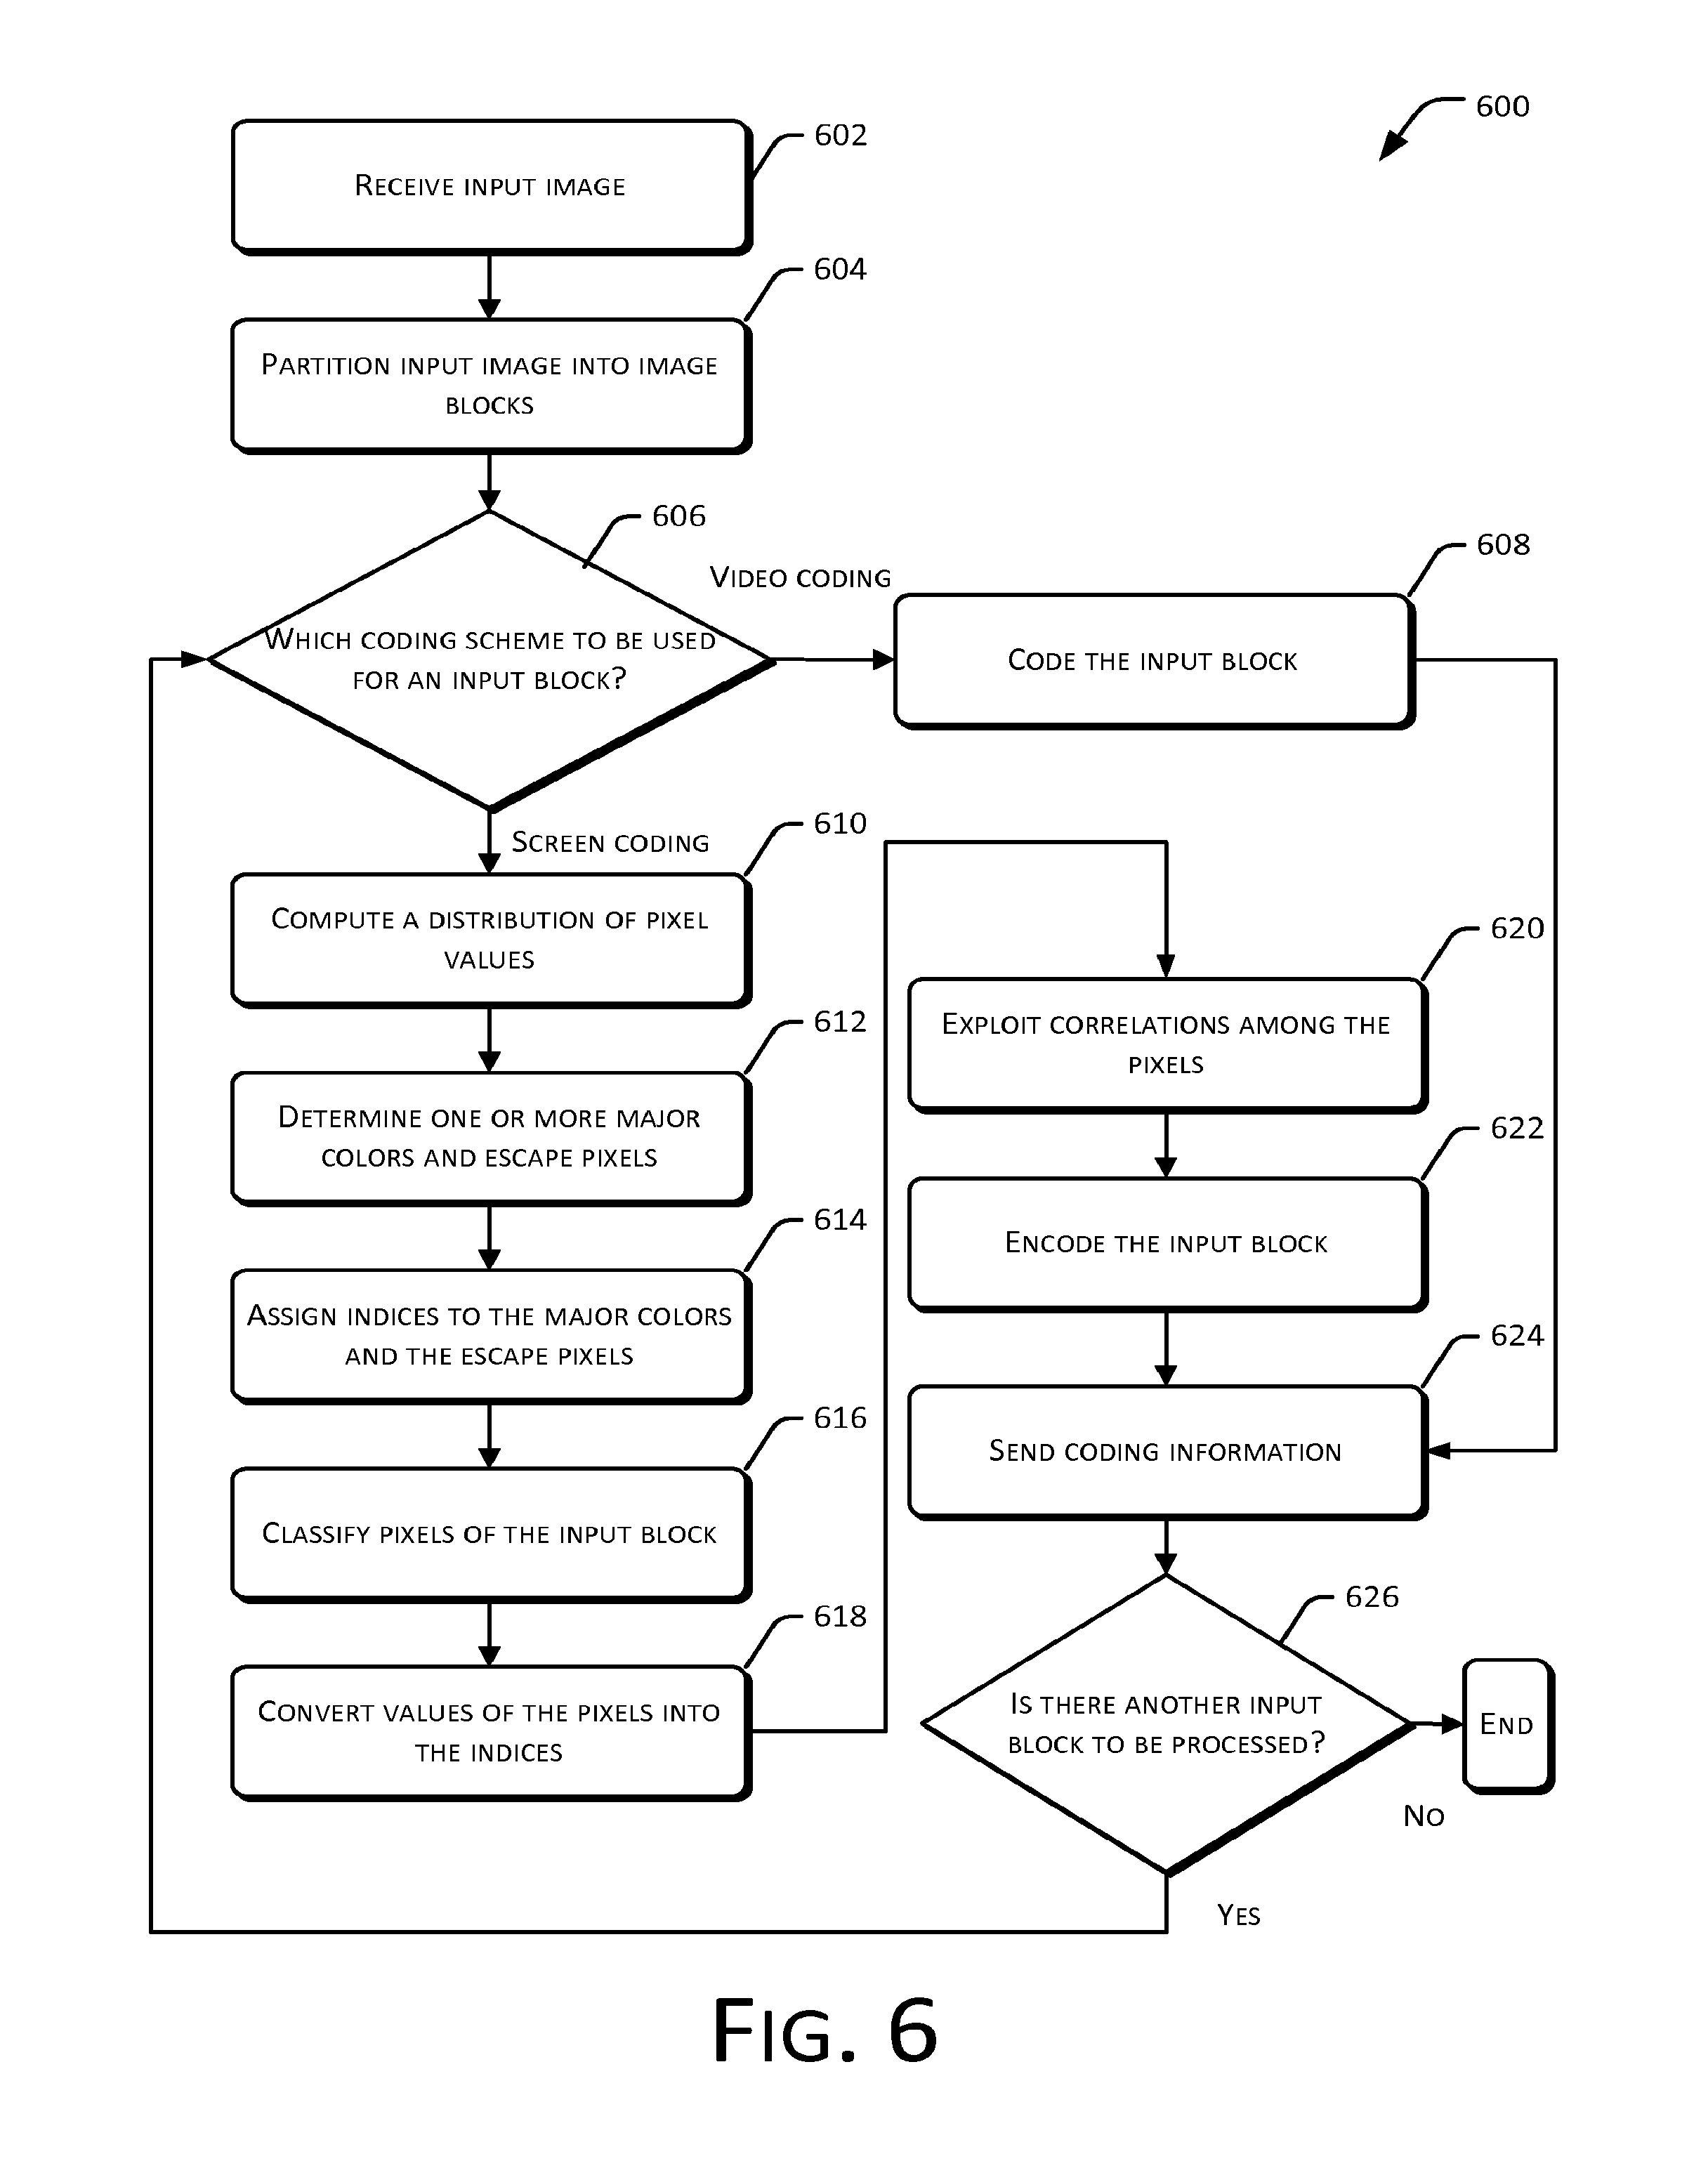 600
602
Receive input image
604
Partition input image into image
blocks
606
Which coding scheme to be used
for an input block?
Video coding
608
Code the input block
Screen coding
610
Compute a distribution of pixel
values
612
Determine one or more major
colors and escape pixels
614
Assign indices to the major colors
and the escape pixels
616
Classify pixels of the input block
618
Convert values of the pixels into
the indices
620
Exploit correlations among the
pixels
622
Encode the input block
624
Send coding information
626
Is there another input
block to be processed?
End
No
Yes
Fig. 6